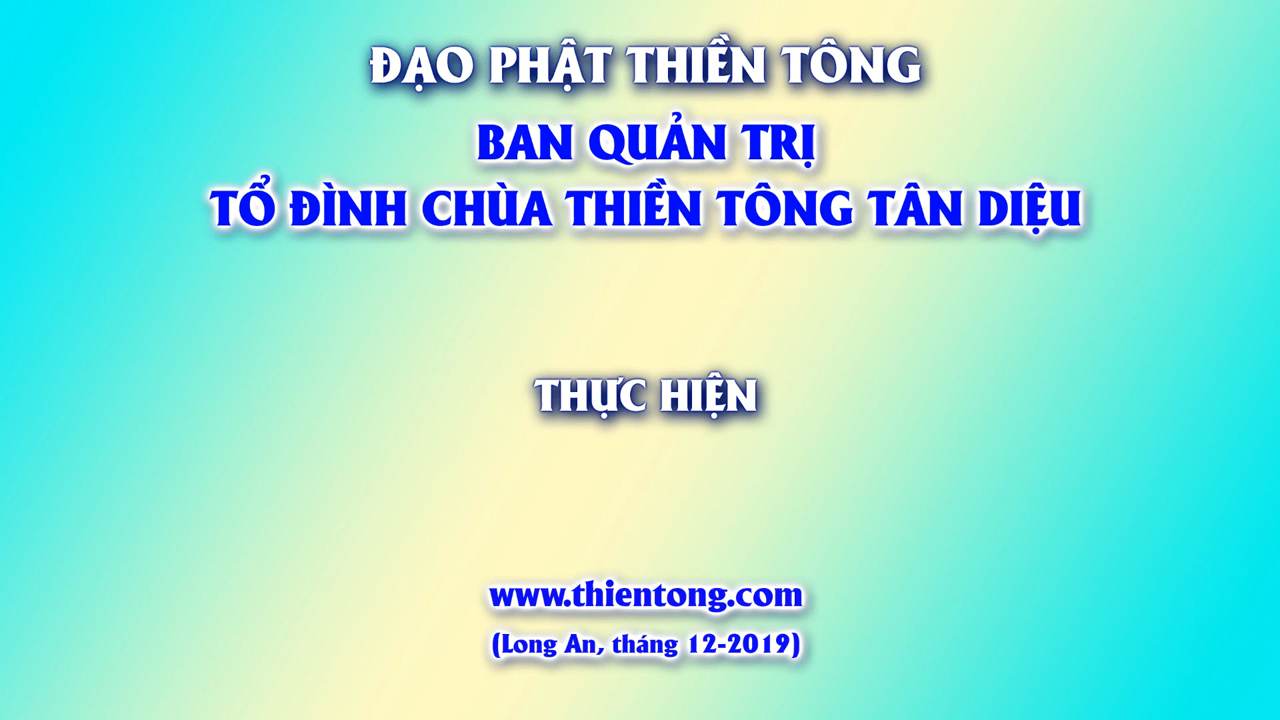 ĐẠO PHẬT THIỀN TÔNG
BAN QUẢN TRỊ
TỔ ĐÌNH CHÙA THIỀN TÔNG TÂN DIỆU
THỰC HIỆN
www.thientong.com
(Long An, tháng 12-2019)